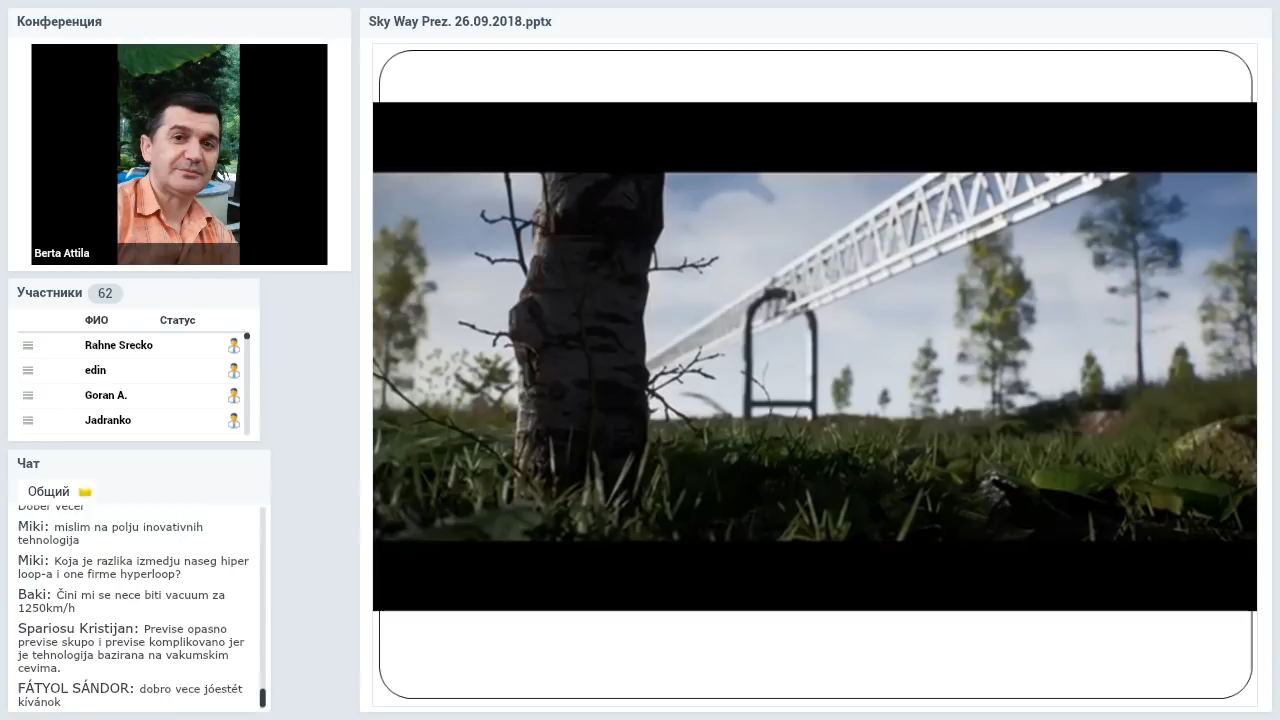 Конференция
Berta Attila
Участники 62
ФИО Статус
Rahne Srecko
edin
Goran A.
Jadranko
Чат
Общий
Dober vecer
Miki: mislim na polju inovativnih
tehnologija
Miki: Koja je razlika izmedju naseg hiper
loop-a i one firme hyperloop?
Baki: Čini mi se nece biti vacuum za
1250km/h
Spariosu Kristijan: Previse opasno
previse skupo i previse komplikovano jer
je tehnologija bazirana na vakumskim
cevima.
FÁTYOL SÁNDOR: dobro vece jóestét
kívánok
Sky Way Prez. 26.09.2018.pptx